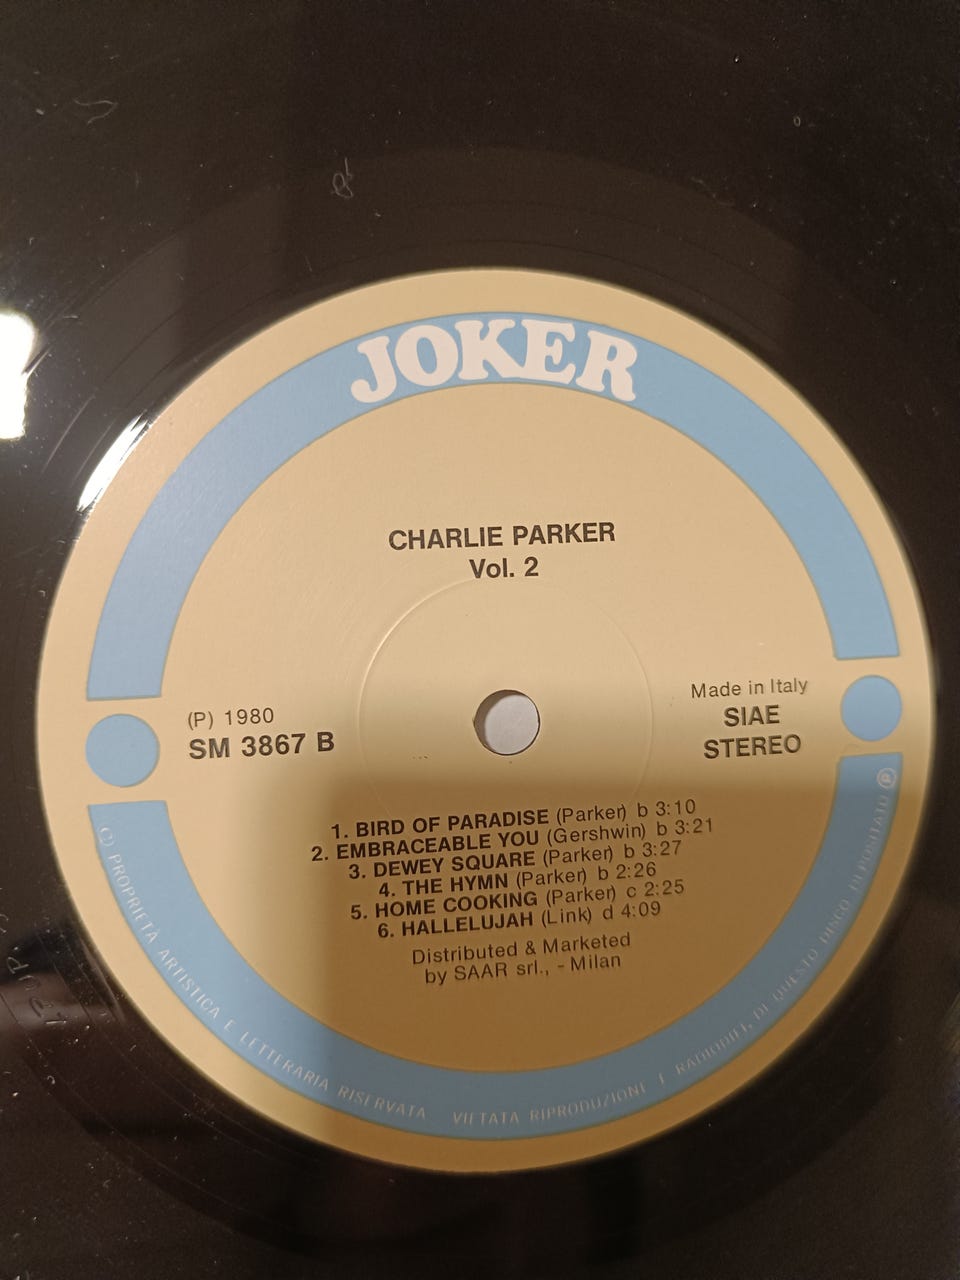 JOKER
CHARLIE PARKER
Vol. 2
(P) 1980
SM 3867 B
Made in Italy
SIAE
STEREO
1. BIRD OF PARADISE (Parker) b 3:10
2. EMBRACEABLE YOU (Gershwin) b 3:21
3. DEWEY SQUARE (Parker) b 3:27
4. THE HYMN (Parker) b 2:26
5. HOME COOKING (Parker) c 2:25
6. HALLELUJAH (Link) d 4:09
Distributed & Marketed
by SAAR srl., - Milan
C) PROPRIETÀ ARTISTICA E LETTERARIA RISERVATA VIETATA RIPRODUZIONE E RADIODIFF. DI QUESTO DISCO DEPOSITATO Ⓟ